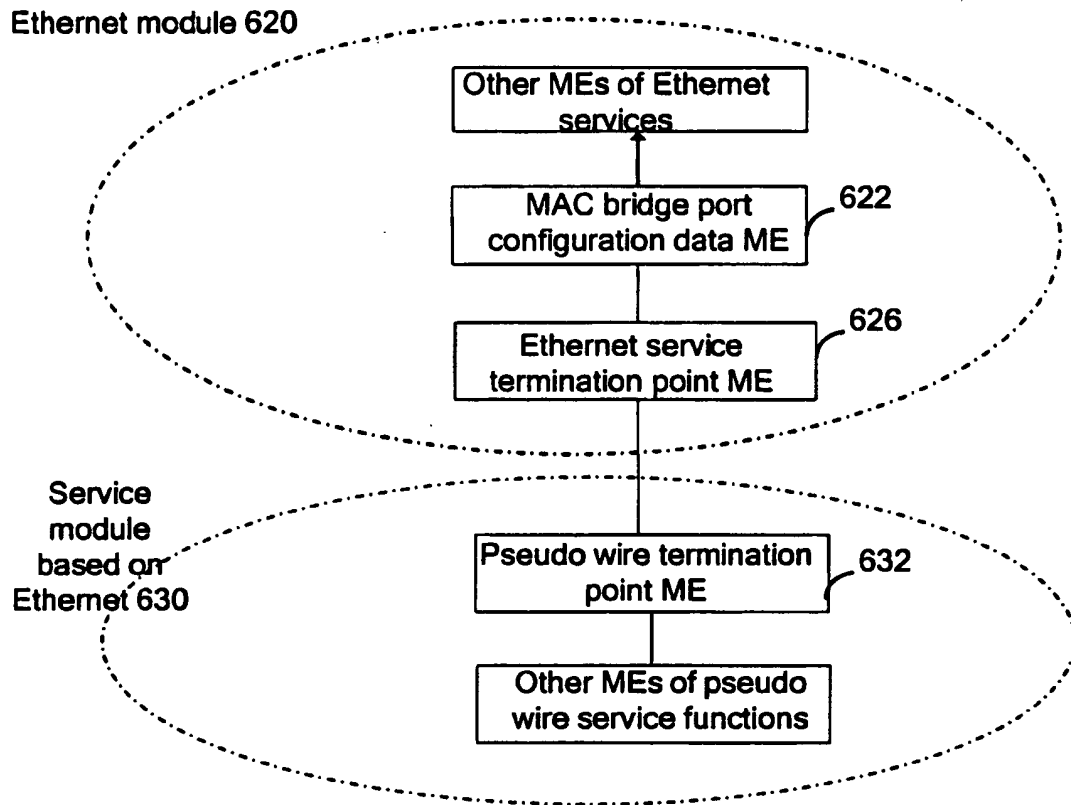 Ethernet module 620
Other MEs of Ethernet
services
MAC bridge port
configuration data ME
622
Ethernet service
termination point ME
626
Service
module
based on
Ethernet 630
Pseudo wire termination
point ME
632
Other MEs of pseudo
wire service functions